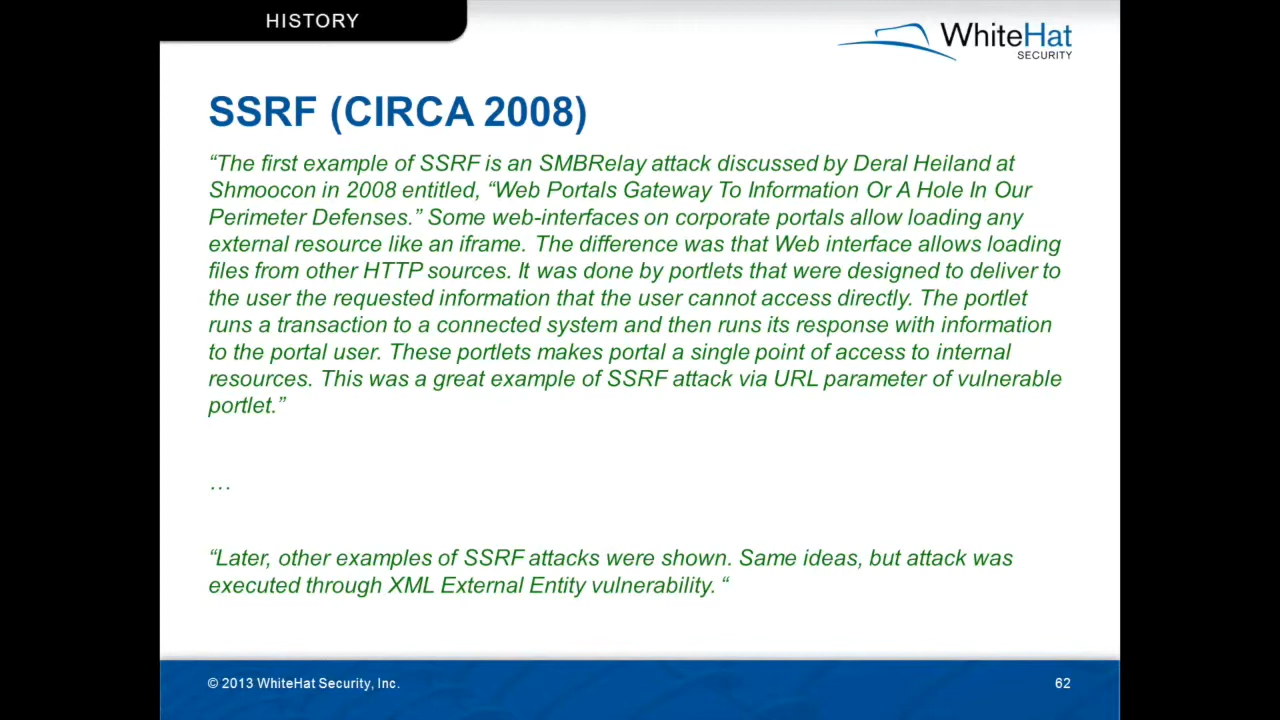 HISTORY
WhiteHat
SECURITY
SSRF (CIRCA 2008)
“The first example of SSRF is an SMBRelay attack discussed by Deral Heiland at
Shmoocon in 2008 entitled, “Web Portals Gateway To Information Or A Hole In Our
Perimeter Defenses.” Some web-interfaces on corporate portals allow loading any
external resource like an iframe. The difference was that Web interface allows loading
files from other HTTP sources. It was done by portlets that were designed to deliver to
the user the requested information that the user cannot access directly. The portlet
runs a transaction to a connected system and then runs its response with information
to the portal user. These portlets makes portal a single point of access to internal
resources. This was a great example of SSRF attack via URL parameter of vulnerable
portlet.”
…
“Later, other examples of SSRF attacks were shown. Same ideas, but attack was
executed through XML External Entity vulnerability. “
© 2013 WhiteHat Security, Inc.
62